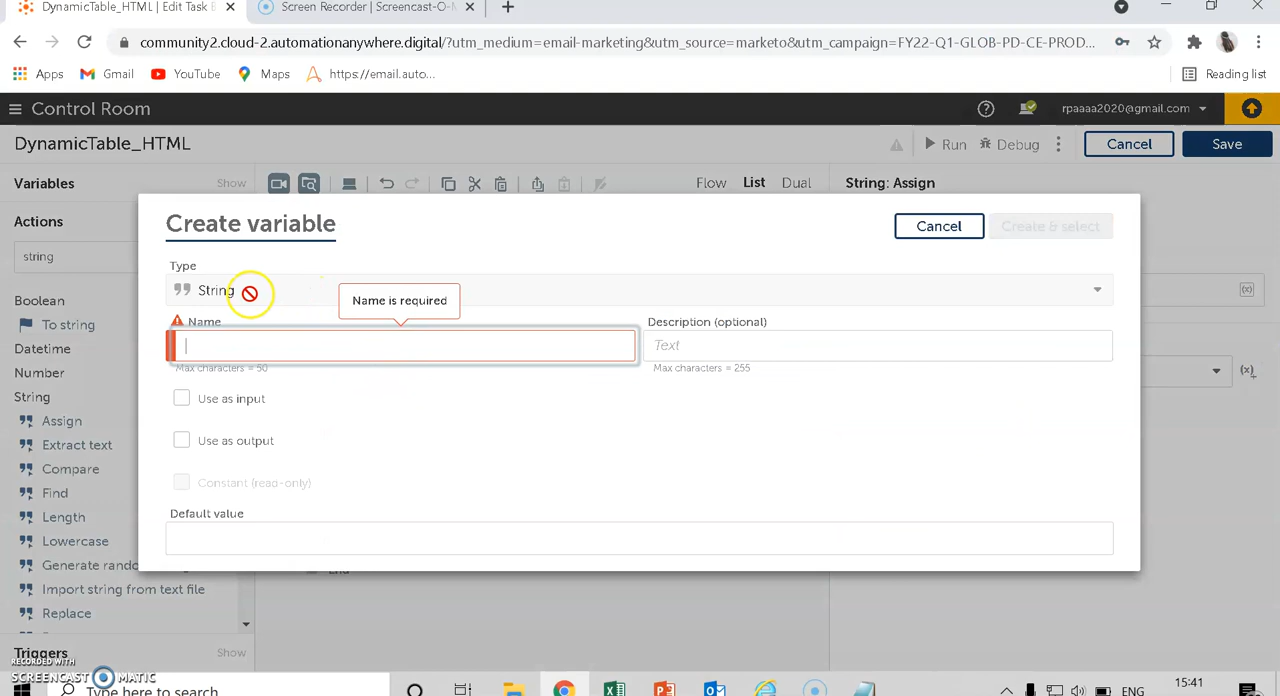 DynamicTable_HTML | Edit Task B
Screen Recorder | Screencast-O-M
community2.cloud-2.automationanywhere.digital/?utm_medium=email-marketing&utm_source=marketo&utm_campaign=FY22-Q1-GLOB-PD-CE-PROD...
Apps Gmail YouTube Maps https://email.auto... Reading list
Control Room rpaaaa2020@gmail.com
DynamicTable_HTML Run Debug Cancel Save
Variables Show Flow List Dual String: Assign
Actions
string
Boolean
To string
Datetime
Number
String
Assign
Extract text
Compare
Find
Length
Lowercase
Generate rando
Import string from text file
Replace
Triggers Show
Create variable Cancel Create & select
Type
String
Name is required
Name Description (optional)
Text
Max characters = 50 Max characters = 255
Use as input
Use as output
Constant (read-only)
Default value
End
RECORDED WITH
SCREENCAST MATIC
Type here to search
ENG
15:41